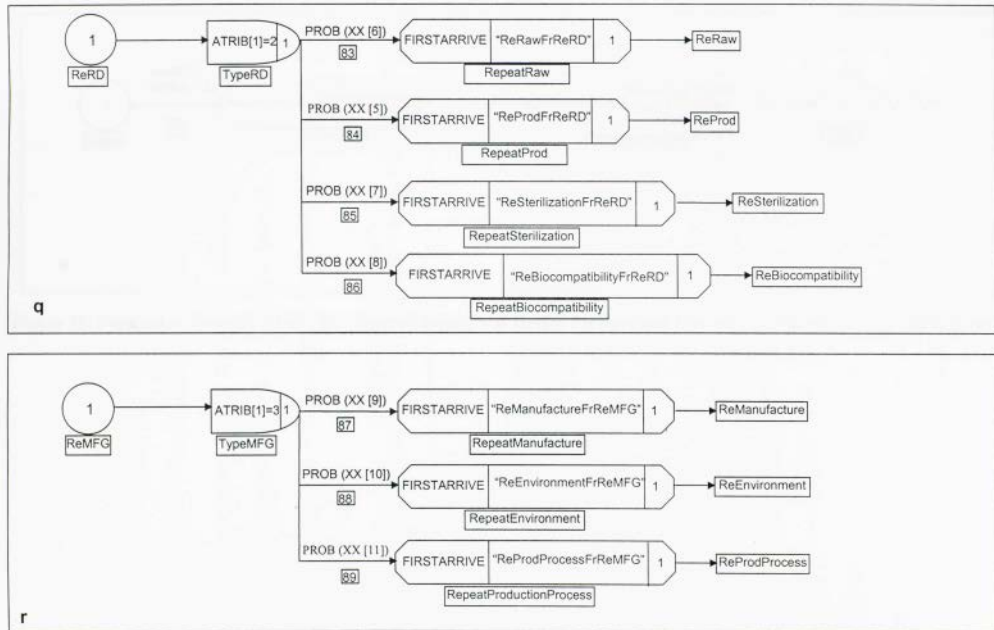 1
ReRD
ATRIB[1]=2 1
TypeRD
PROB (XX [6])
83
FIRSTARRIVE "ReRawFrReRD" 1
RepeatRaw
ReRaw
PROB (XX [5])
84
FIRSTARRIVE "ReProdFrReRD" 1
RepeatProd
ReProd
PROB (XX [7])
85
FIRSTARRIVE "ReSterilizationFrReRD" 1
RepeatSterilization
ReSterilization
PROB (XX [8])
86
FIRSTARRIVE "ReBiocompatibilityFrReRD" 1
RepeatBiocompatibility
ReBiocompatibility
q
1
ReMFG
ATRIB[1]=3 1
TypeMFG
PROB (XX [9])
87
FIRSTARRIVE "ReManufactureFrReMFG" 1
RepeatManufacture
ReManufacture
PROB (XX [10])
88
FIRSTARRIVE "ReEnvironmentFrReMFG" 1
RepeatEnvironment
ReEnvironment
PROB (XX [11])
89
FIRSTARRIVE "ReProdProcessFrReMFG" 1
RepeatProductionProcess
ReProdProcess
r